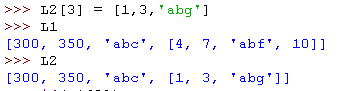 >>> L2[3] = [1,3,'abg']
>>> L1
[300, 350, 'abc', [4, 7, 'abf', 10]]
>>> L2
[300, 350, 'abc', [1, 3, 'abg']]